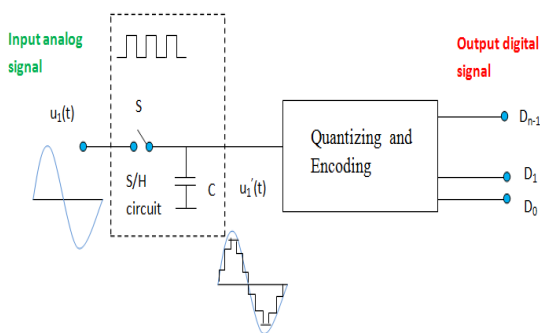 Input analog
signal
u₁(t)
S
S/H
circuit
C
u₁'(t)
Quantizing and
Encoding
Output digital
signal
Dₙ₋₁
D₁
D₀